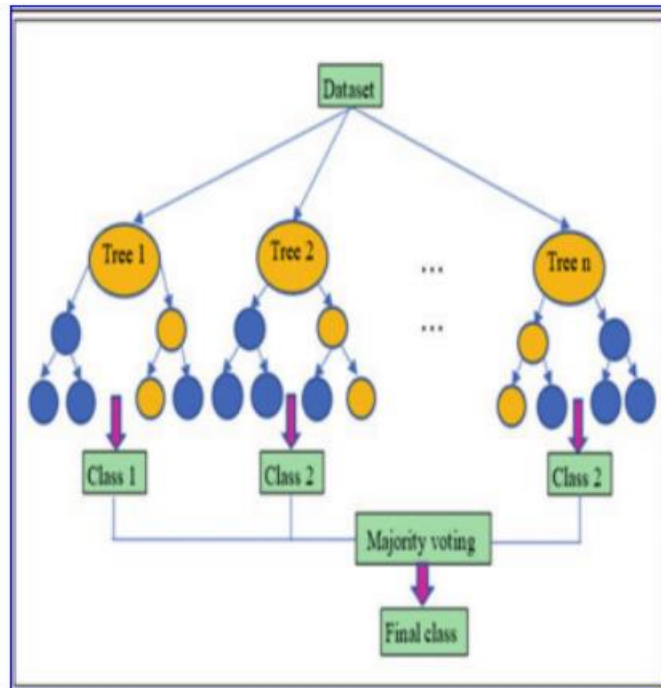 Dataset
Tree 1
Tree 2
...
Tree n
...
Class 1
Class 2
Class 2
Majority voting
Final class